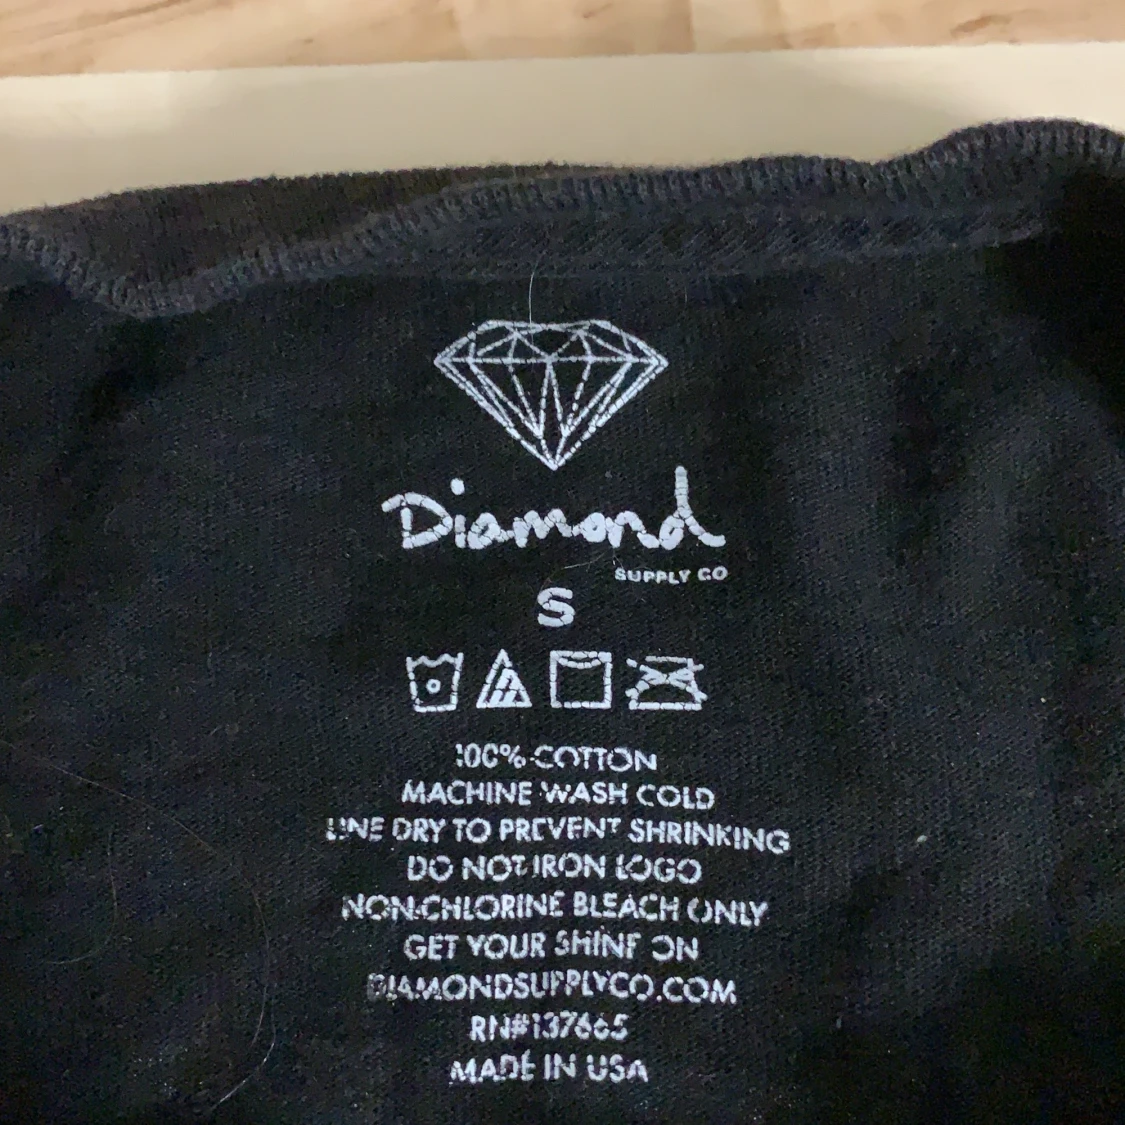 Diamond
SUPPLY CO
S
100% COTTON
MACHINE WASH COLD
LINE DRY TO PREVENT SHRINKING
DO NOT IRON LOGO
NON-CHLORINE BLEACH ONLY
GET YOUR SHINE ON
DIAMONDSUPPLYCO.COM
RN#137665
MADE IN USA